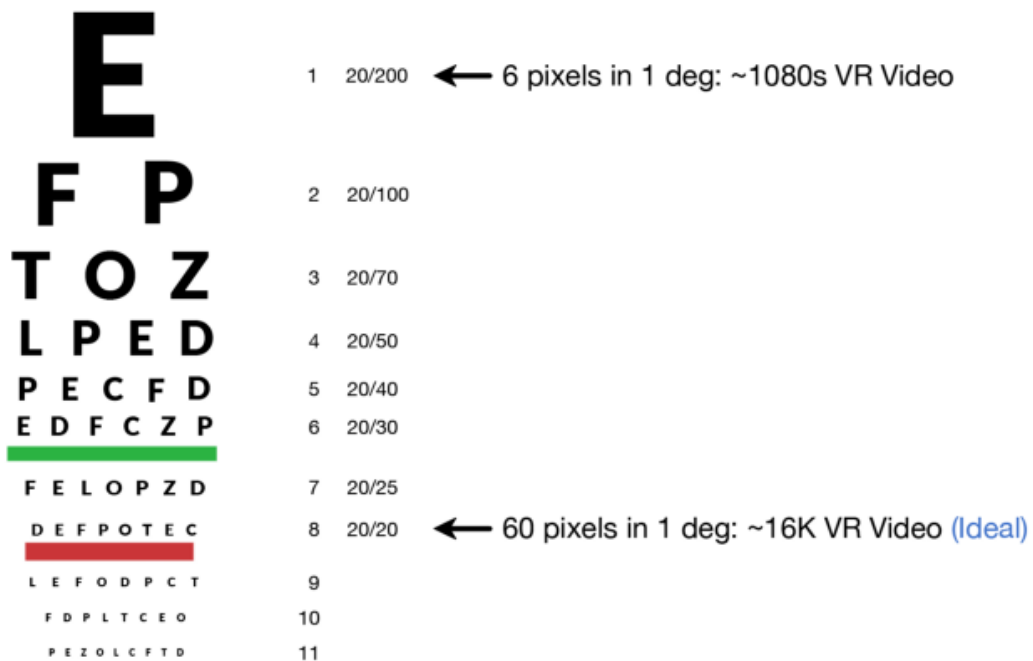 E 1 20/200 6 pixels in 1 deg: ~1080s VR Video
F P 2 20/100
T O Z 3 20/70
L P E D 4 20/50
P E C F D 5 20/40
E D F C Z P 6 20/30
F E L O P Z D 7 20/25
D E F P O T E C 8 20/20 60 pixels in 1 deg: ~16K VR Video (Ideal)
L E F O D P C T 9
F D P L T C E O 10
P E Z O L C F T D 11